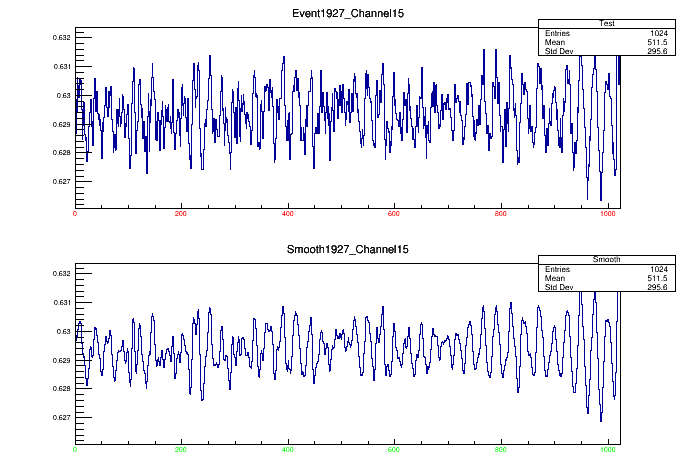 Event1927_Channel15
Test
Entries 1024
Mean 511.5
Std Dev 295.6
0.632
0.631
0.63
0.629
0.628
0.627
0 200 400 600 800 1000
Smooth1927_Channel15
Smooth
Entries 1024
Mean 511.5
Std Dev 295.6
0.632
0.631
0.63
0.629
0.628
0.627
0 200 400 600 800 1000